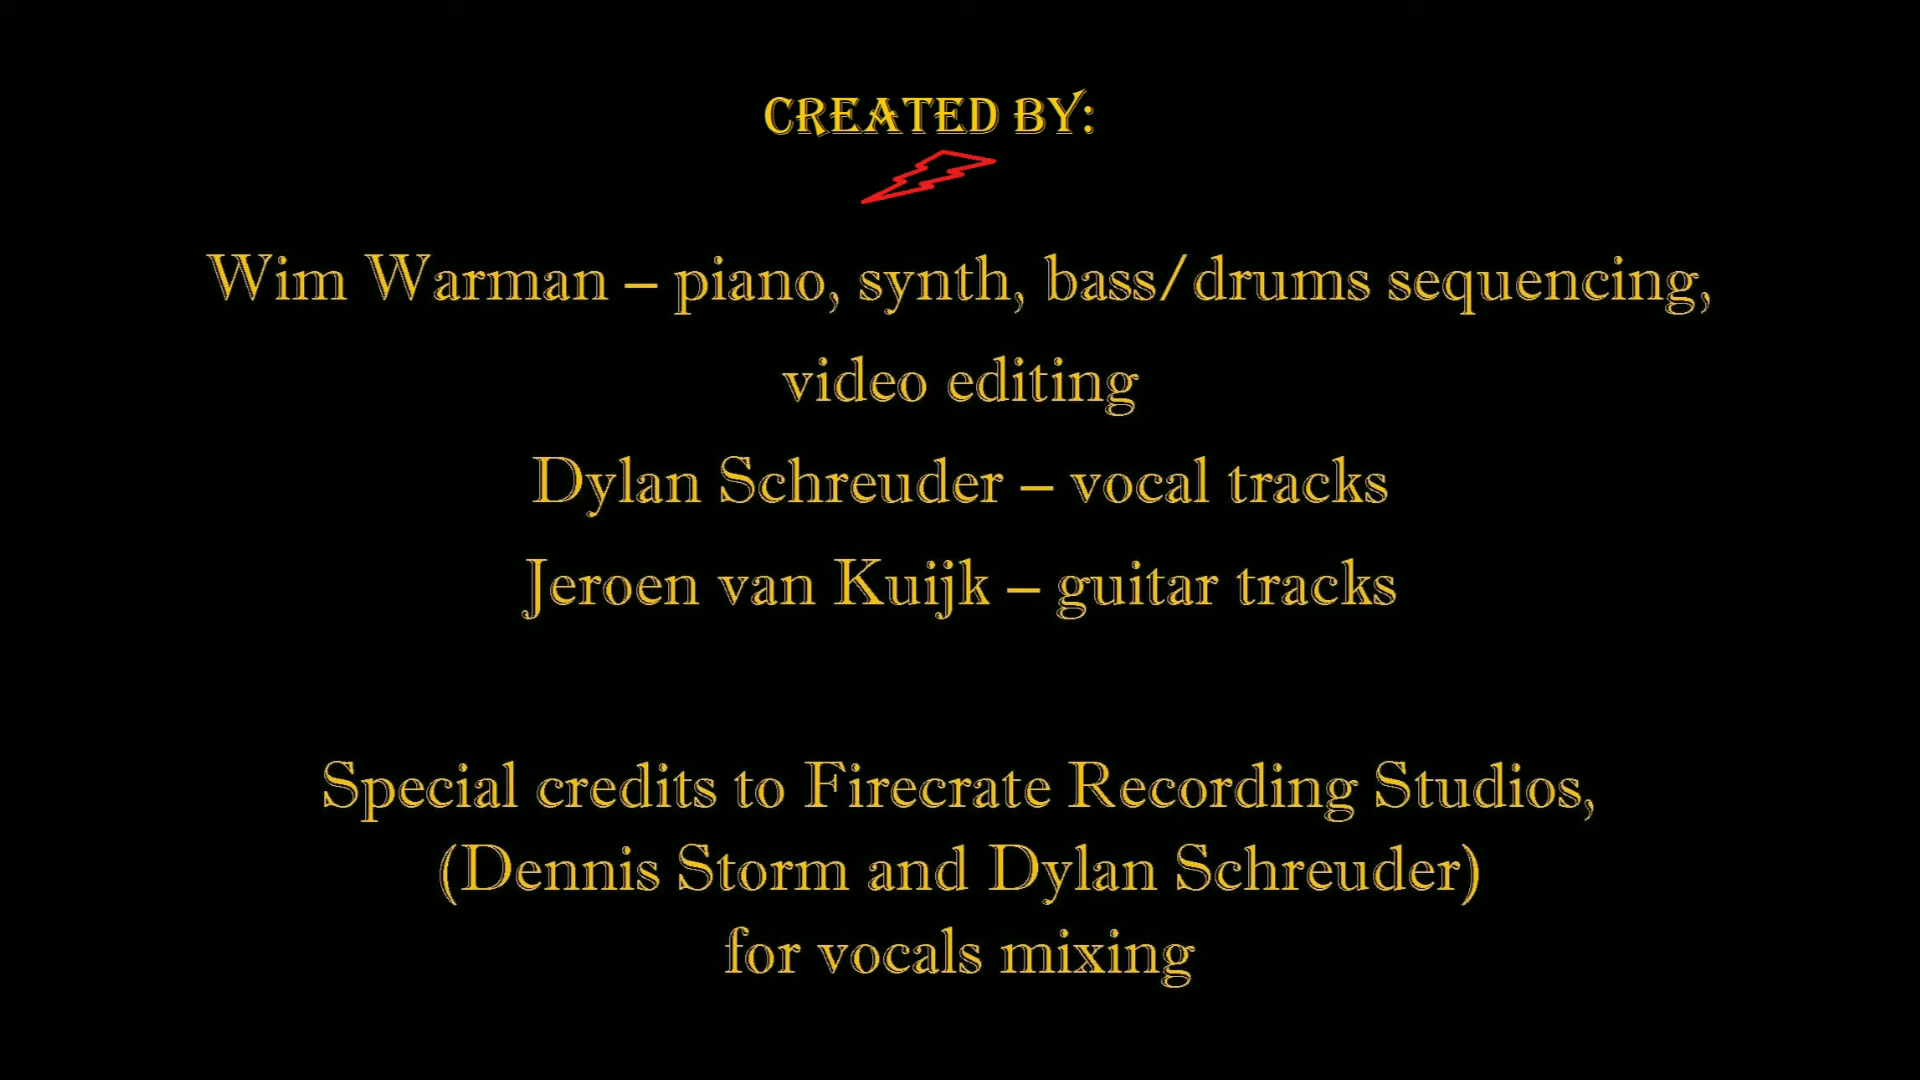 CREATED BY:
Wim Warman – piano, synth, bass/drums sequencing,
video editing
Dylan Schreuder – vocal tracks
Jeroen van Kuijk – guitar tracks
Special credits to Firecrate Recording Studios,
(Dennis Storm and Dylan Schreuder)
for vocals mixing